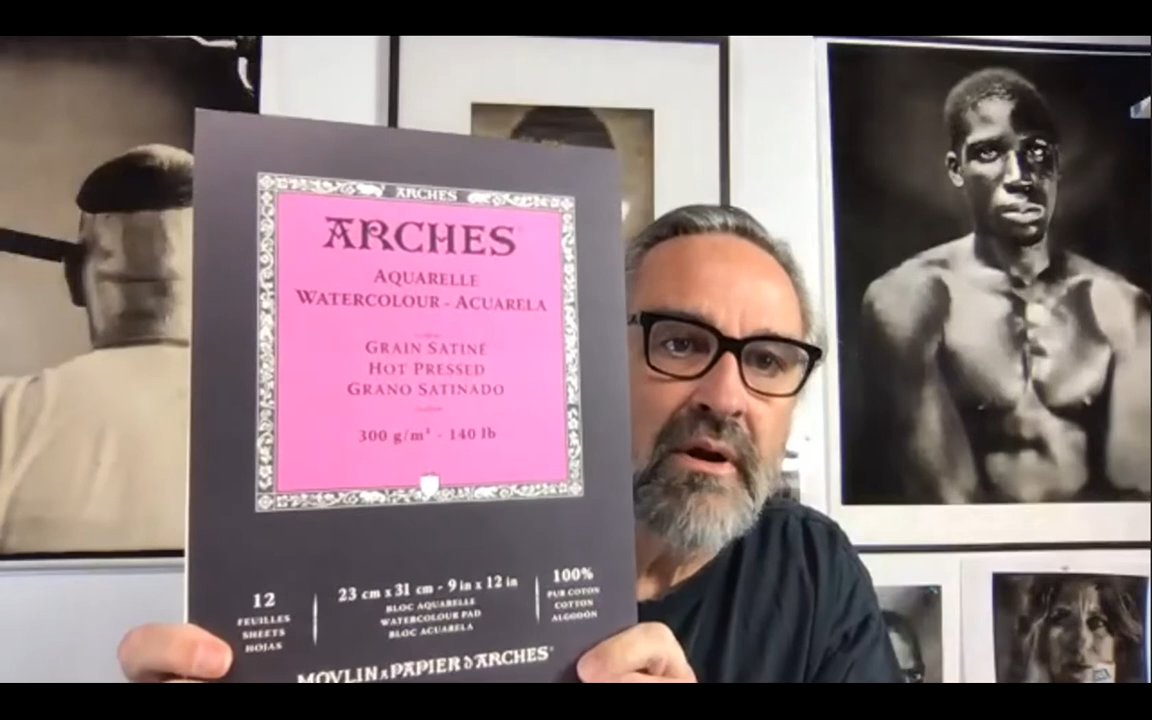 ARCHES
ARCHES
AQUARELLE
WATERCOLOUR - ACUARELA
GRAIN SATINÉ
HOT PRESSED
GRANO SATINADO
300 g/m² - 140 lb
12
FEUILLES
SHEETS
HOJAS
23 cm x 31 cm - 9 in x 12 in
BLOC AQUARELLE
WATERCOLOUR PAD
BLOC ACUARELA
100%
PUR COTON
COTTON
ALGODÓN
MOVLIN À PAPIER D'ARCHES®